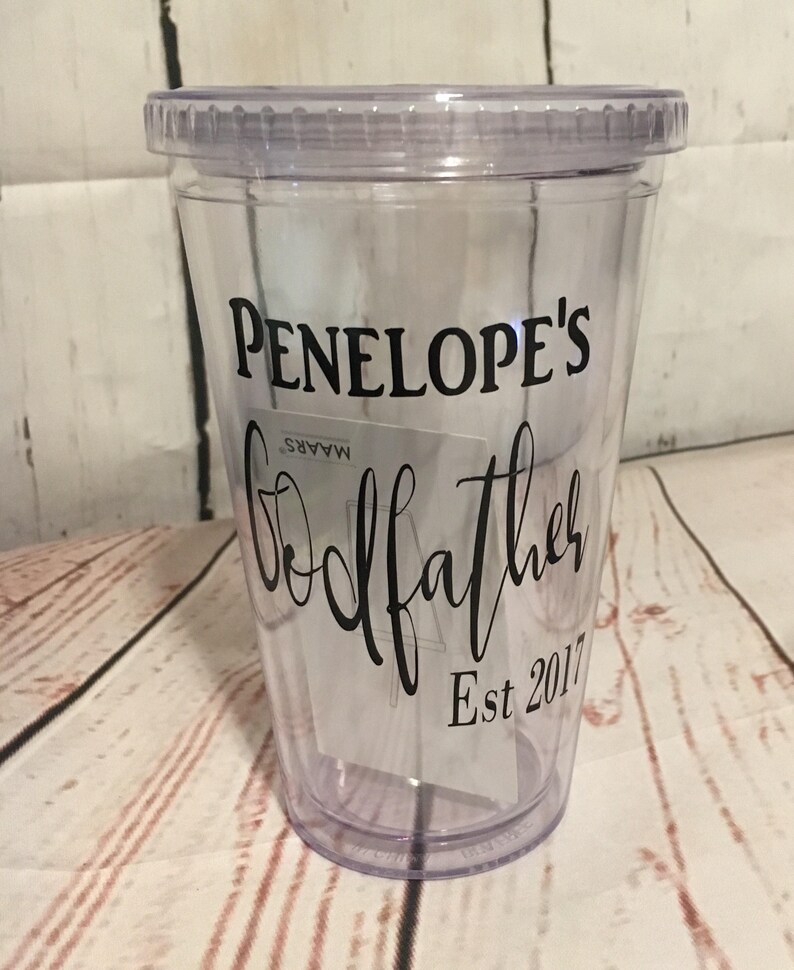 PENELOPE'S
MAARS®
Godfather
Est 2017